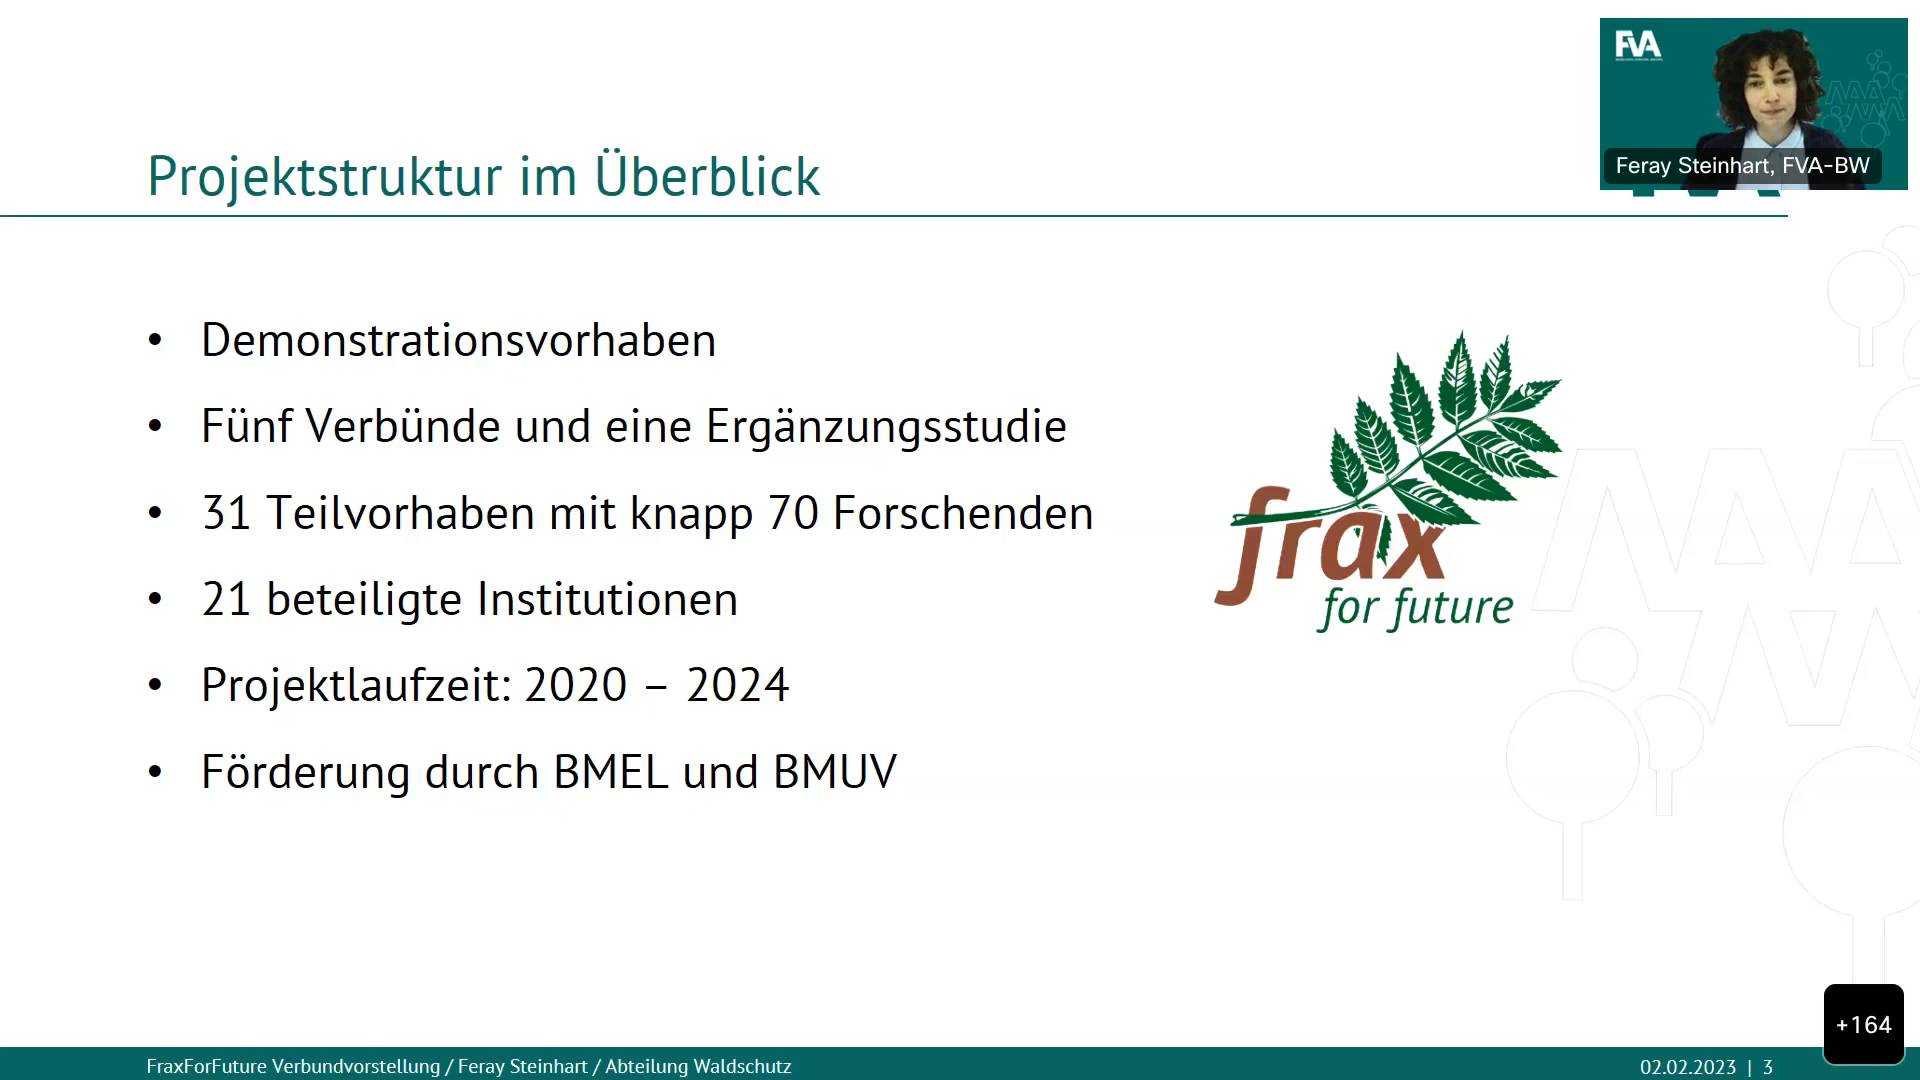 FVA
Feray Steinhart, FVA-BW
Projektstruktur im Überblick
• Demonstrationsvorhaben
• Fünf Verbünde und eine Ergänzungsstudie
• 31 Teilvorhaben mit knapp 70 Forschenden
• 21 beteiligte Institutionen
• Projektlaufzeit: 2020 – 2024
• Förderung durch BMEL und BMUV
frax
for future
+164
FraxForFuture Verbundvorstellung / Feray Steinhart / Abteilung Waldschutz
02.02.2023 | 3